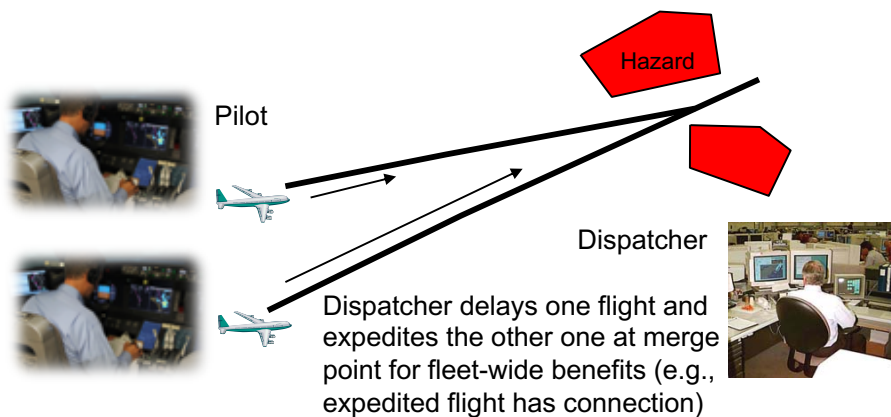 Hazard
Pilot
Dispatcher
Dispatcher delays one flight and
expedites the other one at merge
point for fleet-wide benefits (e.g.,
expedited flight has connection)